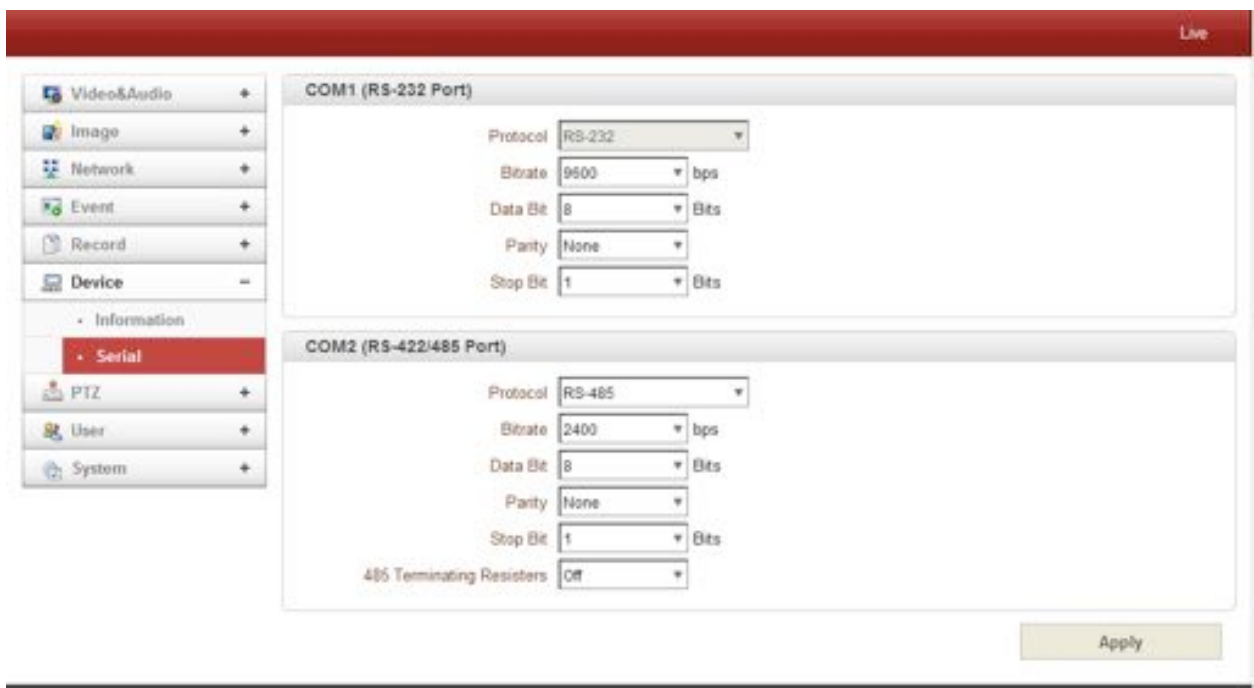 Live
Video&Audio +
Image +
Network +
Event +
Record +
Device -
• Information
• Serial
PTZ +
User +
System +
COM1 (RS-232 Port)
Protocol RS-232
Bitrate 9600 bps
Data Bit 8 Bits
Parity None
Stop Bit 1 Bits
COM2 (RS-422/485 Port)
Protocol RS-485
Bitrate 2400 bps
Data Bit 8 Bits
Parity None
Stop Bit 1 Bits
485 Terminating Resisters Off
Apply